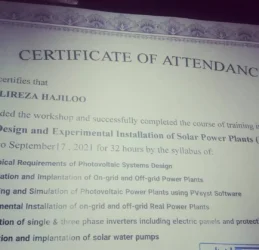 CERTIFICATE OF ATTENDANC
ertifies that
LIREZA HAJILOO
ded the workshop and successfully completed the course of training
Design and Experimental Installation of Solar Power Plants (
o September17, 2021 for 32 hours by the syllabus of:
ical Requirements of Photovoltaic Systems Design
ation and Implantation of On-grid and Off-grid Power Plants
ng and Simulation of Photovoltaic Power Plants using PVsyst Software
mental Installation of on-grid and off-grid Real Power Plants
tion of single & three phase inverters including electric panels and protect
tion and implantation of solar water pumps